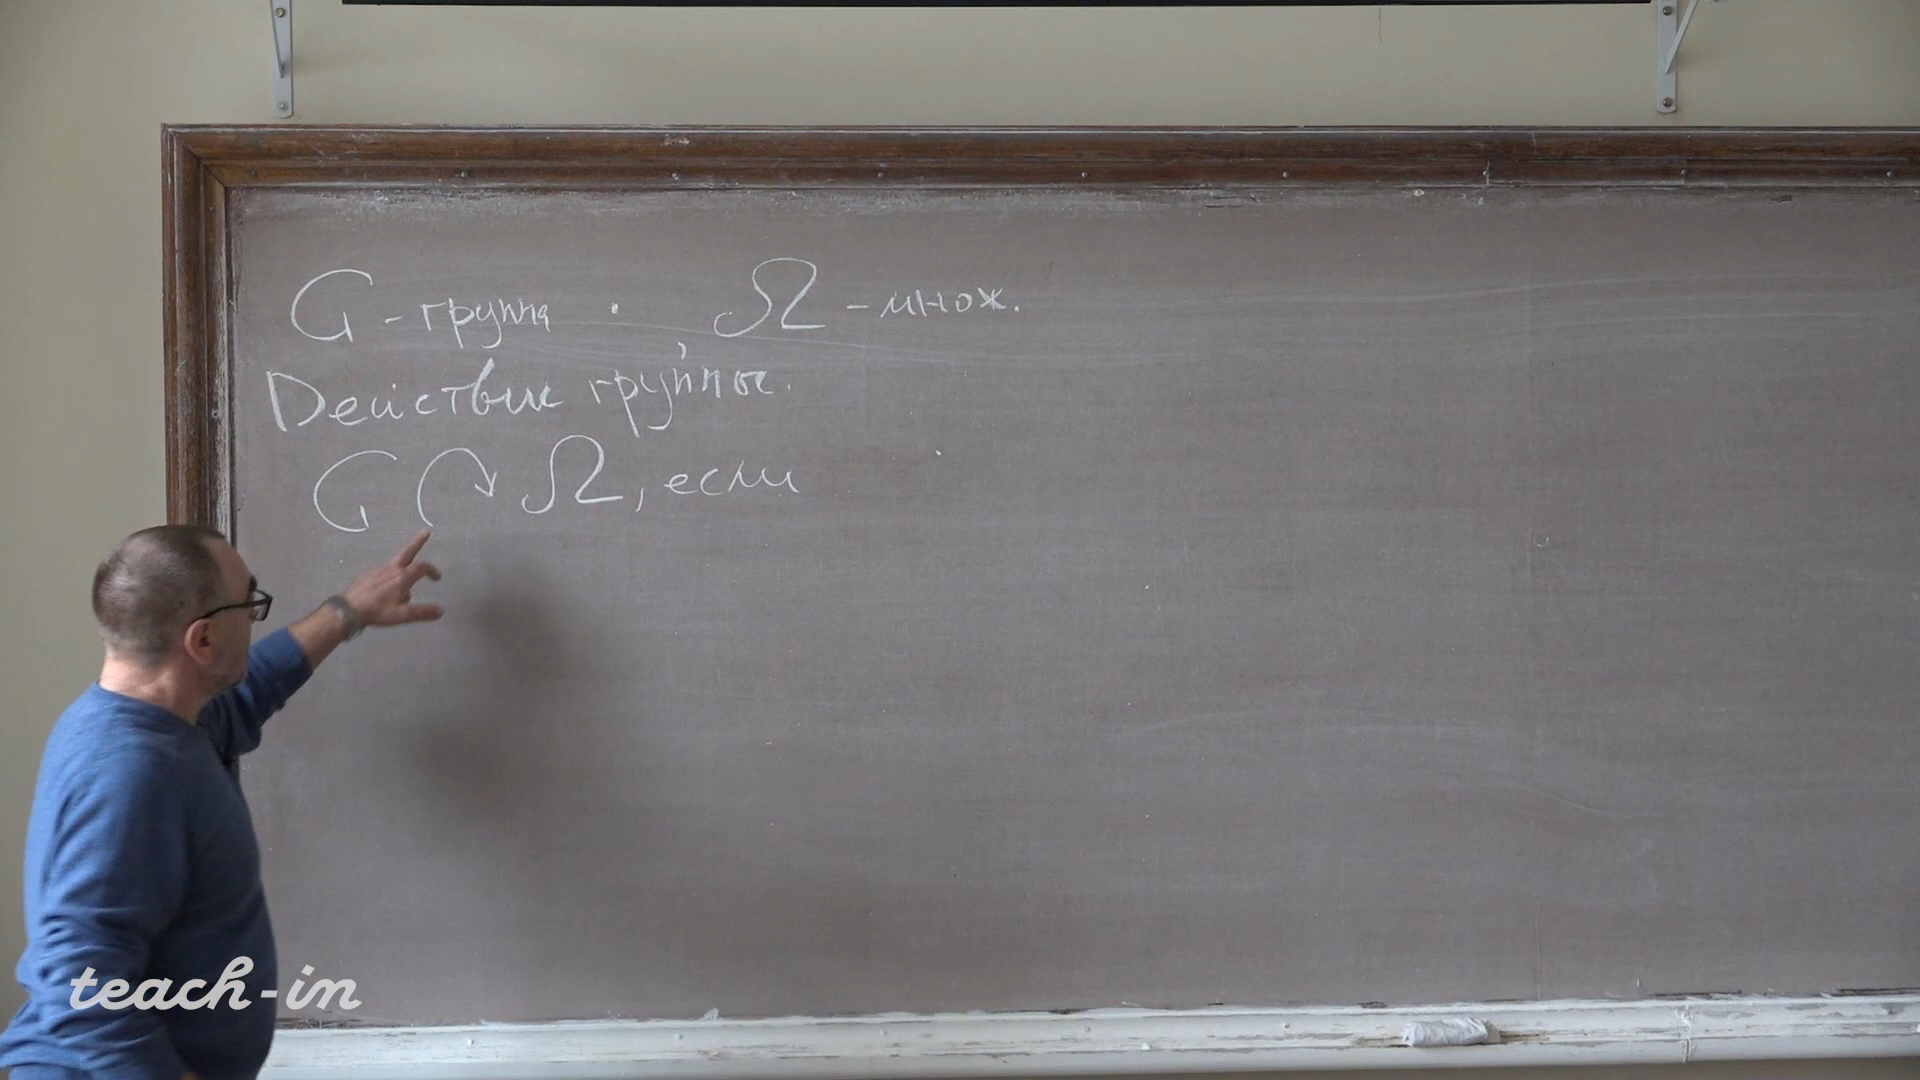 G - группа . Ω - множ.
Действие группы.
G ↷ Ω, если
teach-in